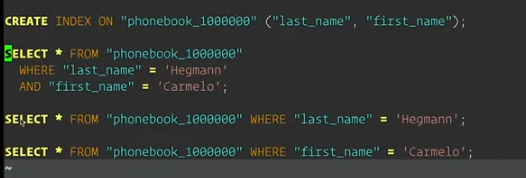 CREATE INDEX ON "phonebook_1000000" ("last_name", "first_name");
SELECT * FROM "phonebook_1000000"
WHERE "last_name" = 'Hegmann'
AND "first_name" = 'Carmelo';
SELECT * FROM "phonebook_1000000" WHERE "last_name" = 'Hegmann';
SELECT * FROM "phonebook_1000000" WHERE "first_name" = 'Carmelo';
~